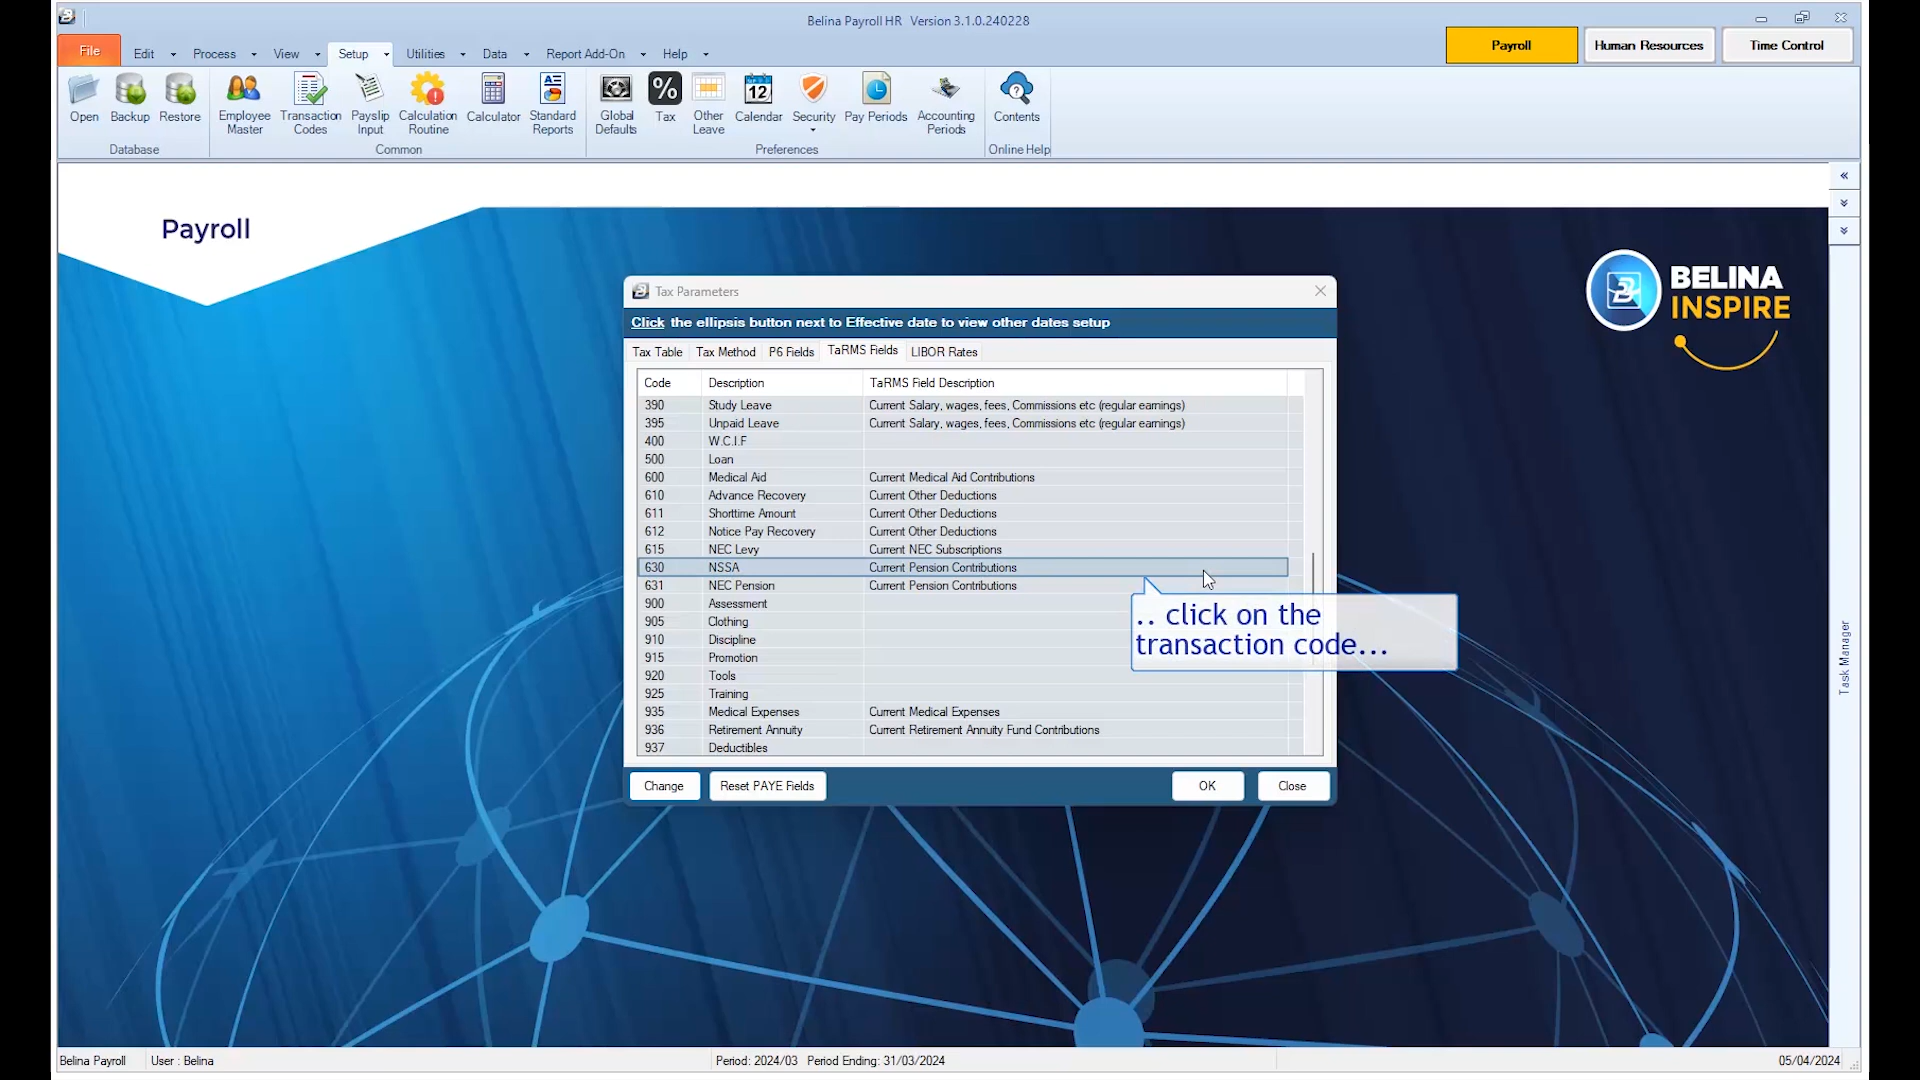 Belina Payroll HR Version 3.1.0.240228
File Edit Process View Setup Utilities Data Report Add-On Help
Payroll Human Resources Time Control
Open Backup Restore
Employee Master Transaction Codes Payslip Input Calculation Routine Calculator Standard Reports
Global Defaults Tax Other Leave Calendar Security Pay Periods Accounting Periods
Contents
Database Common Preferences Online Help
Payroll
BELINA
INSPIRE
Tax Parameters
Click the ellipsis button next to Effective date to view other dates setup
Tax Table Tax Method P6 Fields TaRMS Fields LIBOR Rates
Code Description TaRMS Field Description
390 Study Leave Current Salary, wages, fees, Commissions etc (regular earnings)
395 Unpaid Leave Current Salary, wages, fees, Commissions etc (regular earnings)
400 W.C.I.F
500 Loan
600 Medical Aid Current Medical Aid Contributions
610 Advance Recovery Current Other Deductions
611 Shorttime Amount Current Other Deductions
612 Notice Pay Recovery Current Other Deductions
615 NEC Levy Current NEC Subscriptions
630 NSSA Current Pension Contributions
631 NEC Pension Current Pension Contributions
900 Assessment
905 Clothing
910 Discipline
915 Promotion
920 Tools
925 Training
935 Medical Expenses Current Medical Expenses
936 Retirement Annuity Current Retirement Annuity Fund Contributions
937 Deductibles
.. click on the
transaction code...
Change Reset PAYE Fields OK Close
Task Manager
Belina Payroll User : Belina Period: 2024/03 Period Ending: 31/03/2024 05/04/2024